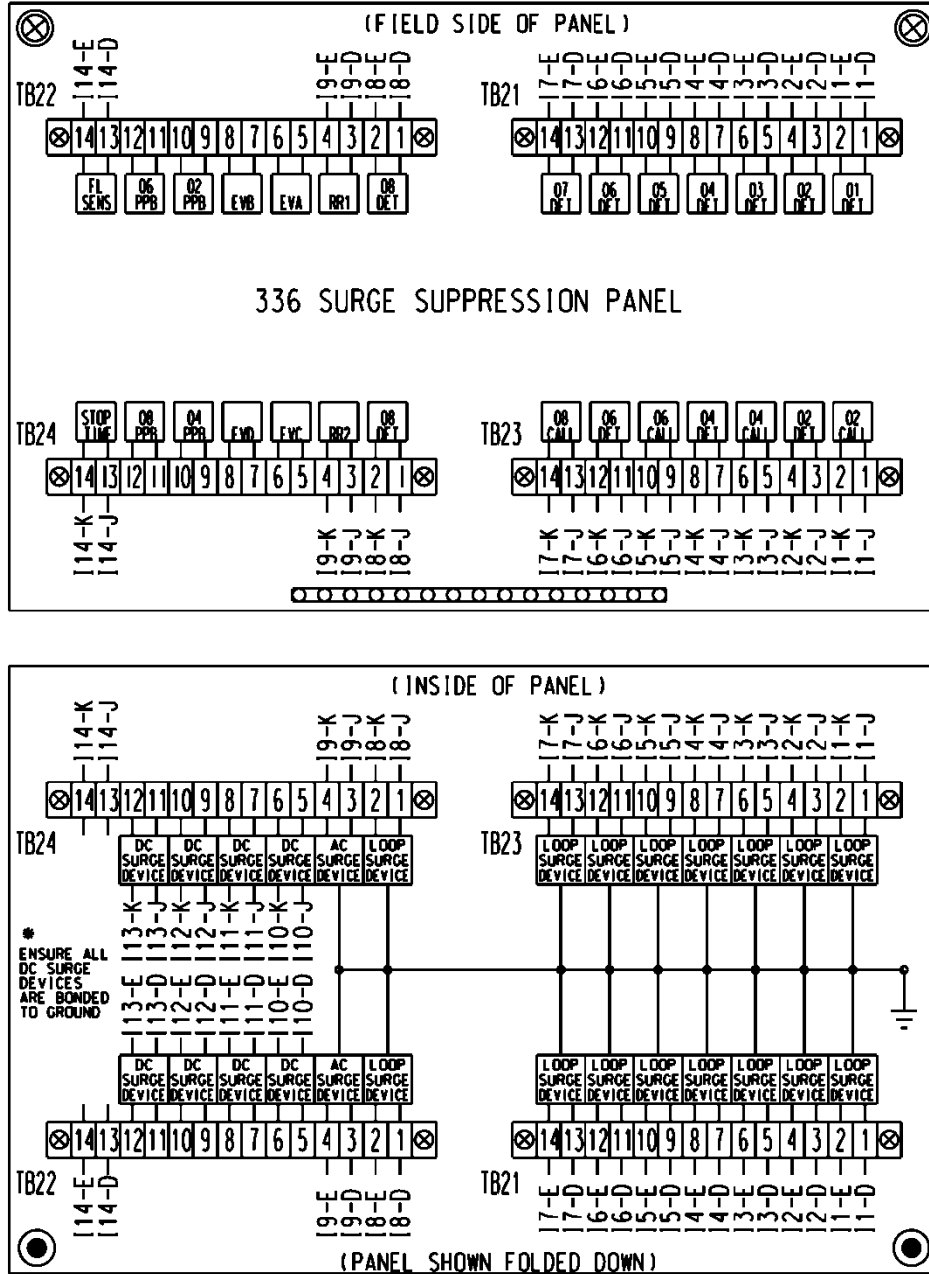 (FIELD SIDE OF PANEL)
I14-E I14-D I9-E I9-D I8-E I8-D I7-E I7-D I6-E I6-D I5-E I5-D I4-E I4-D I3-E I3-D I2-E I2-D I1-E I1-D
TB22 TB21
14 13 12 11 10 9 8 7 6 5 4 3 2 1 14 13 12 11 10 9 8 7 6 5 4 3 2 1
FL 06 02 08 07 06 05 04 03 02 01
SENS PPB PPB EVB EVA RR1 DET DET DET DET DET DET DET DET
336 SURGE SUPPRESSION PANEL
STOP 08 04 08 08 06 06 04 04 02 02
TIME PPB PPB EVD EVC RR2 DET CALL DET CALL DET CALL DET CALL
TB24 TB23
14 13 12 11 10 9 8 7 6 5 4 3 2 1 14 13 12 11 10 9 8 7 6 5 4 3 2 1
I14-K I14-J I9-K I9-J I8-K I8-J I7-K I7-J I6-K I6-J I5-K I5-J I4-K I4-J I3-K I3-J I2-K I2-J I1-K I1-J
(INSIDE OF PANEL)
I14-K I14-J I9-K I9-J I8-K I8-J I7-K I7-J I6-K I6-J I5-K I5-J I4-K I4-J I3-K I3-J I2-K I2-J I1-K I1-J
14 13 12 11 10 9 8 7 6 5 4 3 2 1 14 13 12 11 10 9 8 7 6 5 4 3 2 1
TB24 TB23
DC DC DC DC AC LOOP LOOP LOOP LOOP LOOP LOOP LOOP LOOP
SURGE SURGE SURGE SURGE SURGE SURGE SURGE SURGE SURGE SURGE SURGE SURGE SURGE
DEVICE DEVICE DEVICE DEVICE DEVICE DEVICE DEVICE DEVICE DEVICE DEVICE DEVICE DEVICE DEVICE
I13-K I13-J I12-K I12-J I11-K I11-J I10-K I10-J
*
ENSURE ALL
DC SURGE
DEVICES
ARE BONDED
TO GROUND
I13-E I13-D I12-E I12-D I11-E I11-D I10-E I10-D
DC DC DC DC AC LOOP LOOP LOOP LOOP LOOP LOOP LOOP LOOP
SURGE SURGE SURGE SURGE SURGE SURGE SURGE SURGE SURGE SURGE SURGE SURGE SURGE
DEVICE DEVICE DEVICE DEVICE DEVICE DEVICE DEVICE DEVICE DEVICE DEVICE DEVICE DEVICE DEVICE
14 13 12 11 10 9 8 7 6 5 4 3 2 1 14 13 12 11 10 9 8 7 6 5 4 3 2 1
TB22 TB21
I14-E I14-D I9-E I9-D I8-E I8-D I7-E I7-D I6-E I6-D I5-E I5-D I4-E I4-D I3-E I3-D I2-E I2-D I1-E I1-D
(PANEL SHOWN FOLDED DOWN)